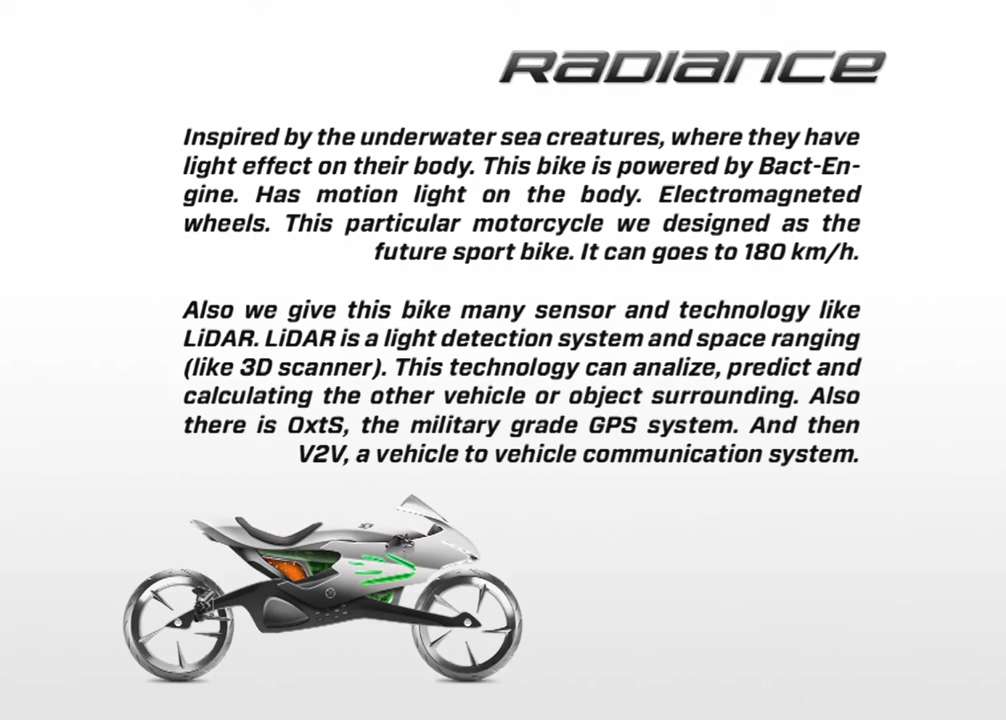 RADIANCE
Inspired by the underwater sea creatures, where they have
light effect on their body. This bike is powered by Bact-En-
gine. Has motion light on the body. Electromagneted
wheels. This particular motorcycle we designed as the
future sport bike. It can goes to 180 km/h.
Also we give this bike many sensor and technology like
LiDAR. LiDAR is a light detection system and space ranging
(like 3D scanner). This technology can analize, predict and
calculating the other vehicle or object surrounding. Also
there is OxtS, the military grade GPS system. And then
V2V, a vehicle to vehicle communication system.